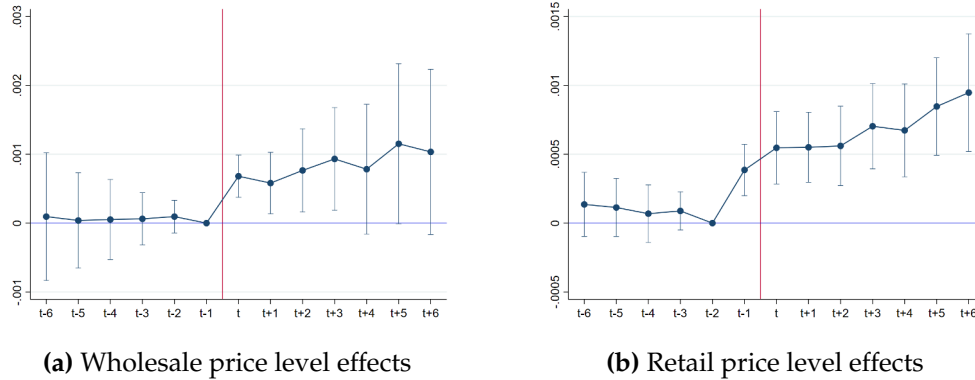 .003
.002
.001
0
-.001
t-6 t-5 t-4 t-3 t-2 t-1 t t+1 t+2 t+3 t+4 t+5 t+6
(a) Wholesale price level effects
.0015
.001
.0005
0
-.0005
t-6 t-5 t-4 t-3 t-2 t-1 t t+1 t+2 t+3 t+4 t+5 t+6
(b) Retail price level effects